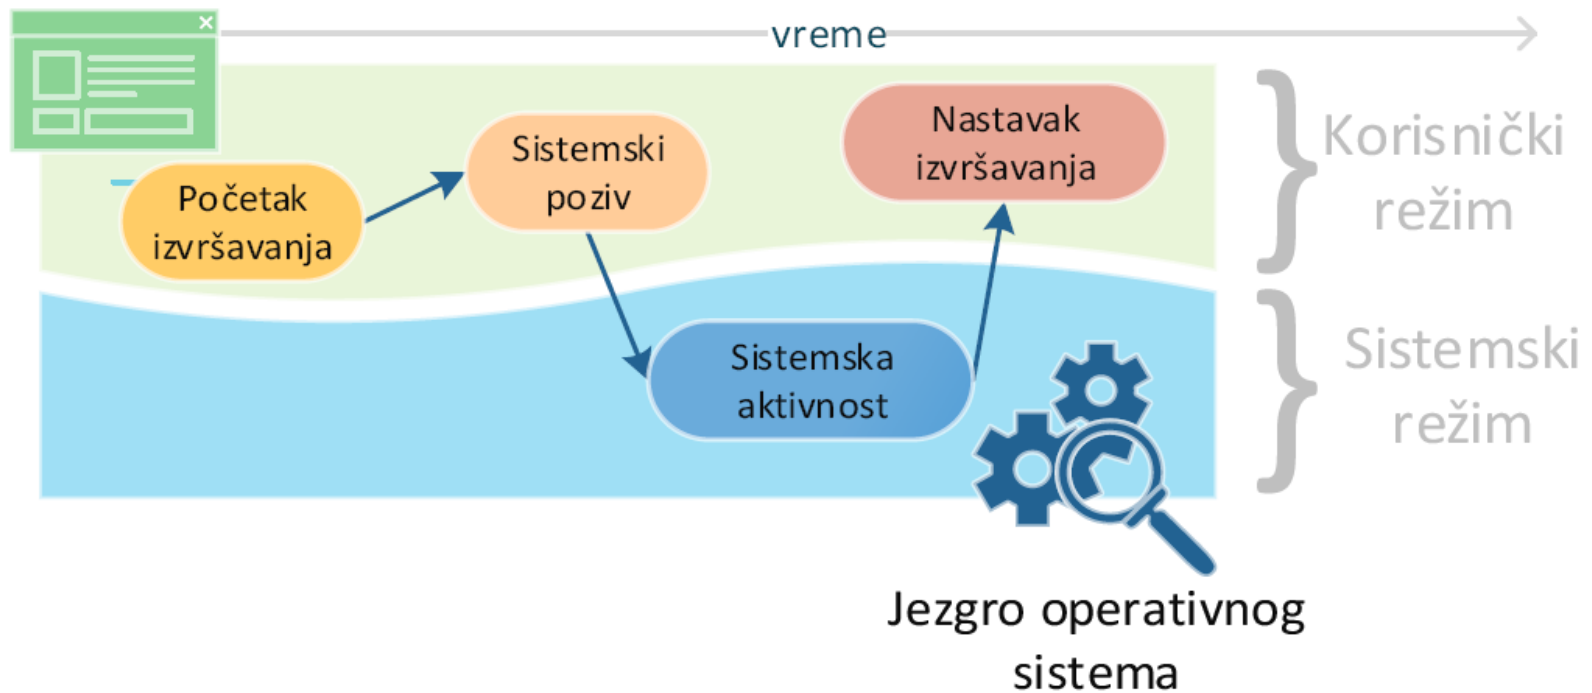 vreme
Početak
izvršavanja
Sistemski
poziv
Nastavak
izvršavanja
Sistemska
aktivnost
Korisnički
režim
Sistemski
režim
Jezgro operativnog
sistema